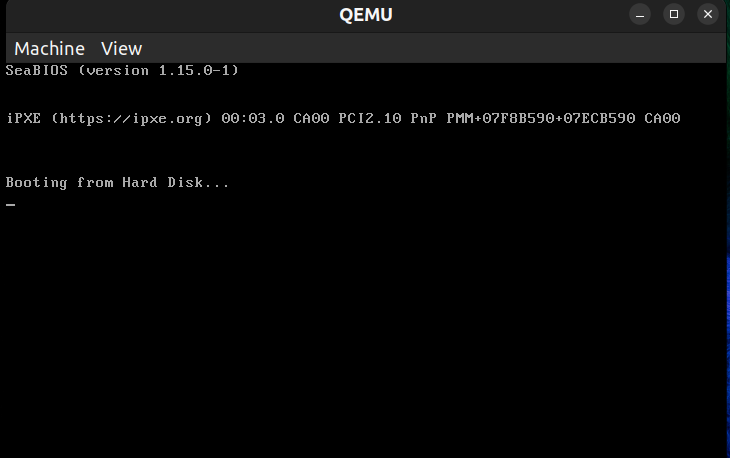 QEMU
Machine View
SeaBIOS (version 1.15.0-1)
iPXE (https://ipxe.org) 00:03.0 CA00 PCI2.10 PnP PMM+07F8B590+07ECB590 CA00
Booting from Hard Disk...